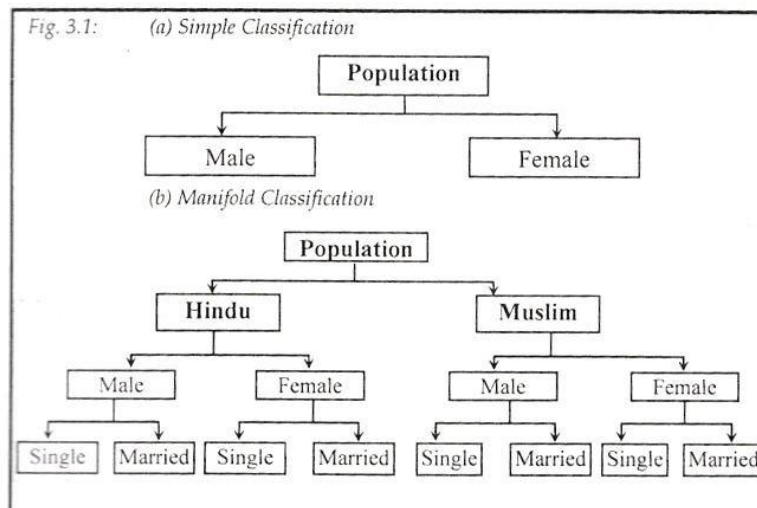 Fig. 3.1: (a) Simple Classification
Population
Male Female
(b) Manifold Classification
Population
Hindu Muslim
Male Female Male Female
Single Married Single Married Single Married Single Married